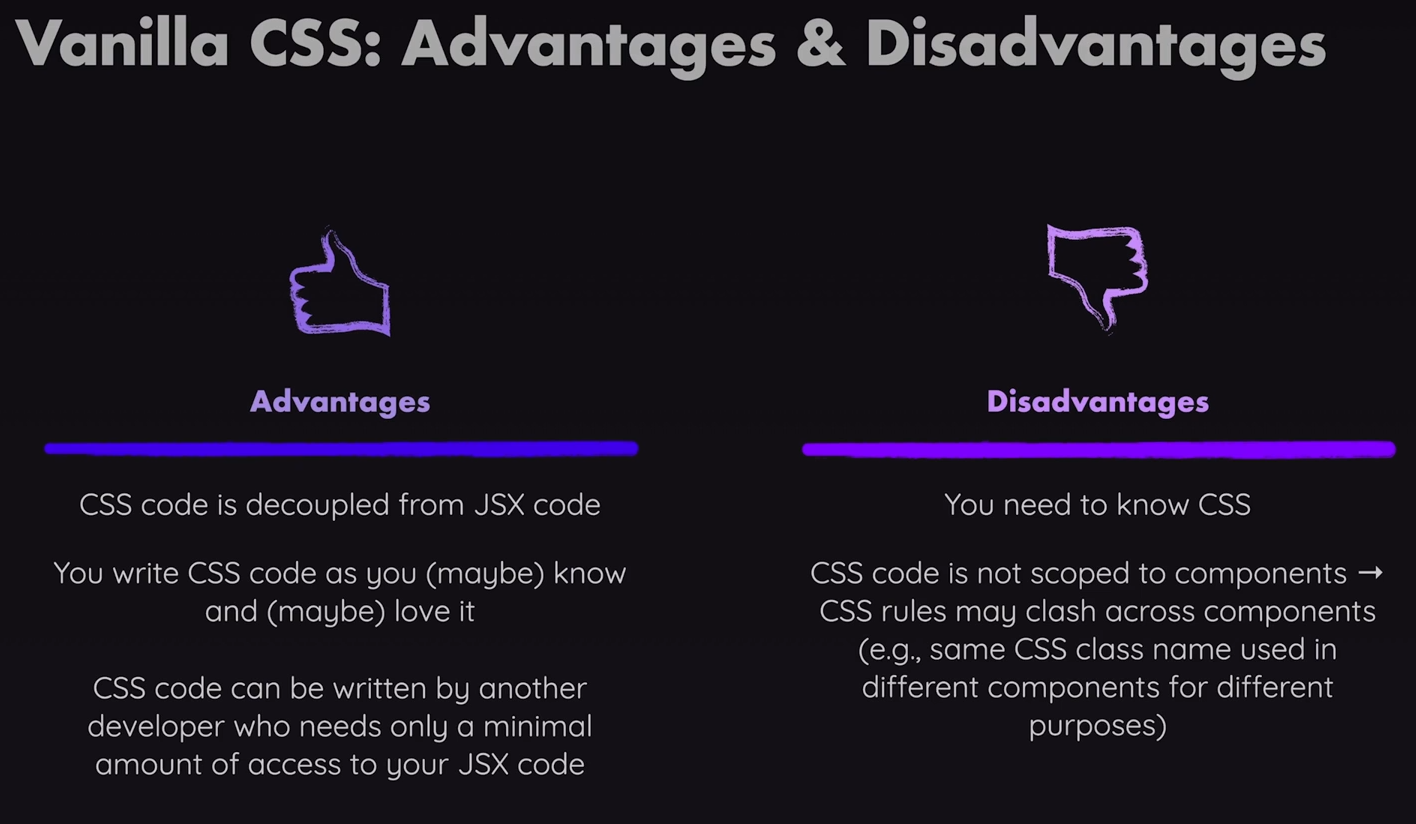 Vanilla CSS: Advantages & Disadvantages
Advantages
CSS code is decoupled from JSX code
You write CSS code as you (maybe) know
and (maybe) love it
CSS code can be written by another
developer who needs only a minimal
amount of access to your JSX code
Disadvantages
You need to know CSS
CSS code is not scoped to components →
CSS rules may clash across components
(e.g., same CSS class name used in
different components for different
purposes)